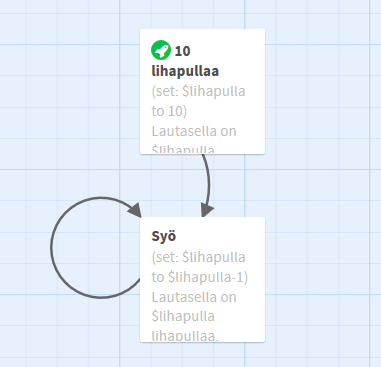 10
lihapullaa
(set: $lihapulla
to 10)
Lautasella on
$lihapulla
Syö
(set: $lihapulla
to $lihapulla-1)
Lautasella on
$lihapulla
lihapullaa.